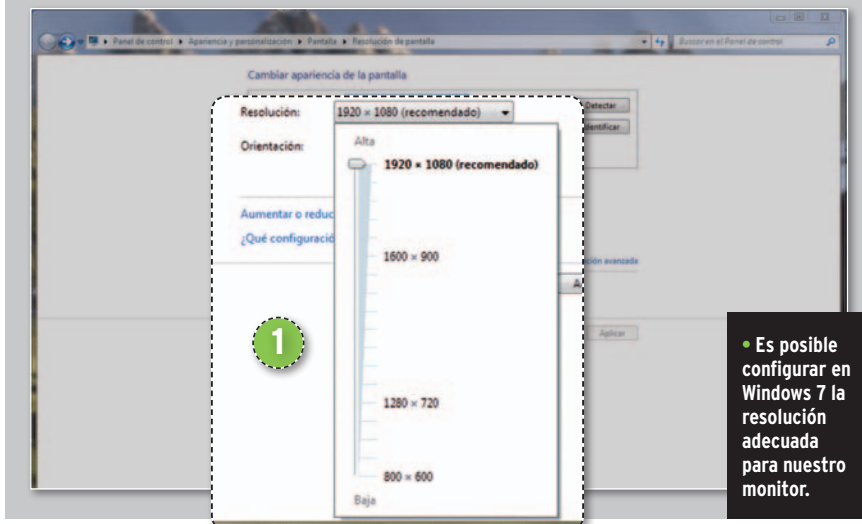 Panel de control ▸ Apariencia y personalización ▸ Pantalla ▸ Resolución de pantalla
Buscar en el Panel de control
Cambiar apariencia de la pantalla
Detectar
Resolución: 1920 × 1080 (recomendado)
Identificar
Orientación:
Alta
1920 × 1080 (recomendado)
Aumentar o reduc
¿Qué configuració
1600 × 900
ción avanzada
A
Aplicar
1
1280 × 720
800 × 600
Baja
• Es posible
configurar en
Windows 7 la
resolución
adecuada
para nuestro
monitor.